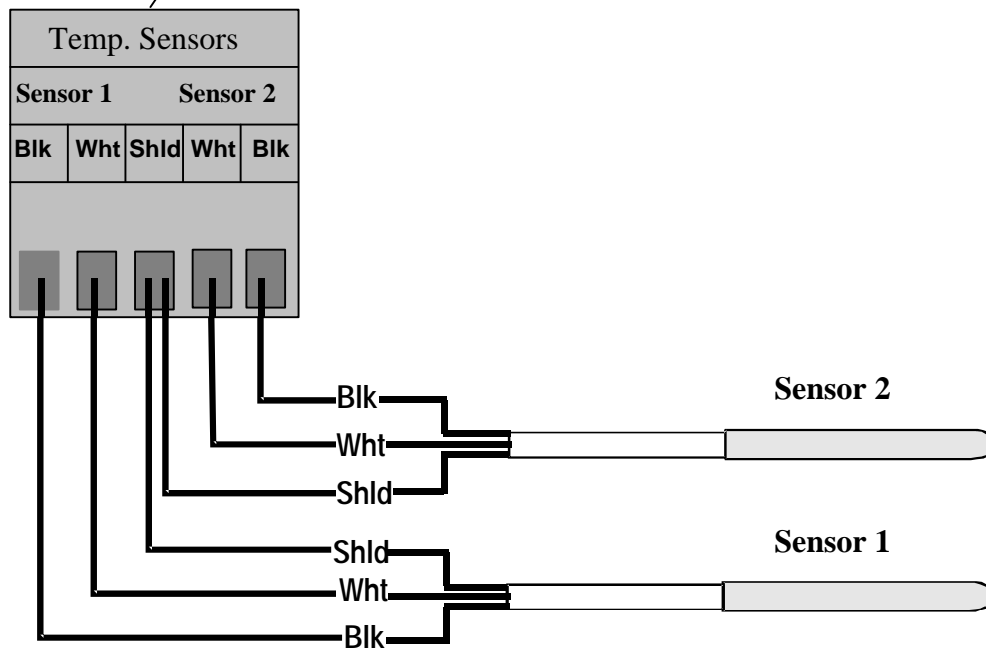 Temp. Sensors
Sensor 1 Sensor 2
Blk Wht Shld Wht Blk
Blk
Sensor 2
Wht
Shld
Shld
Sensor 1
Wht
Blk